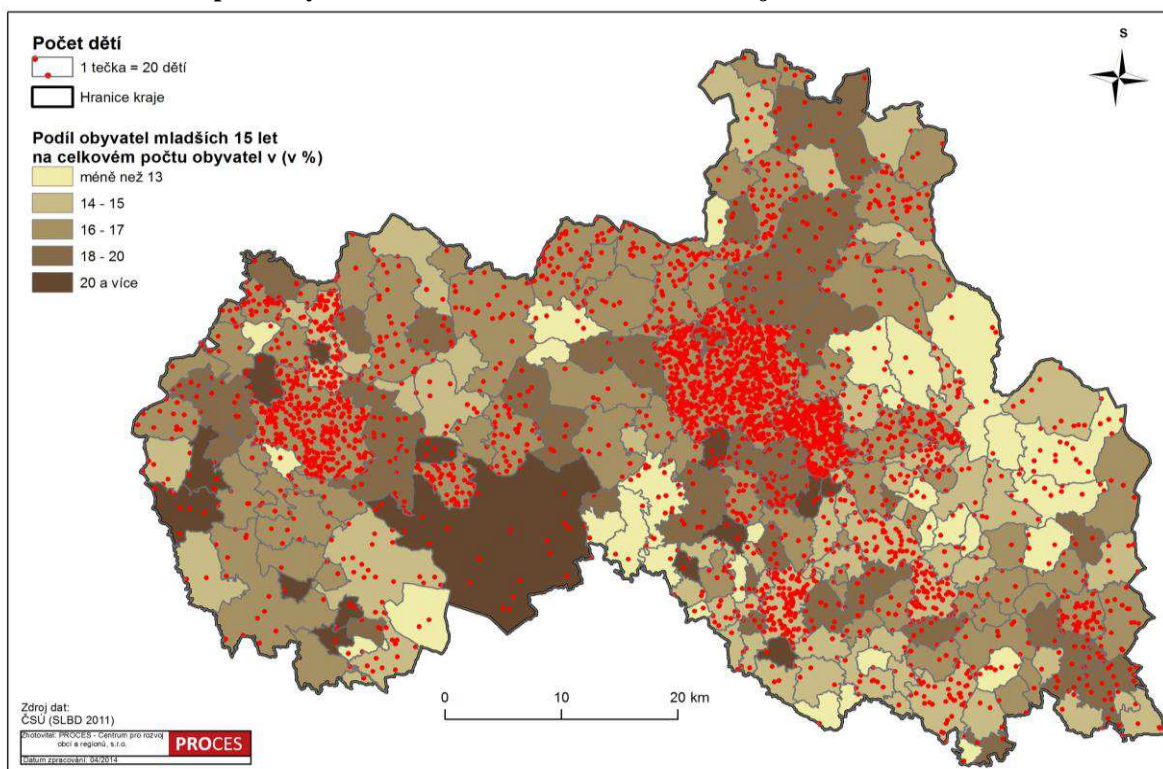 Počet dětí
1 tečka = 20 dětí
Hranice kraje
Podíl obyvatel mladších 15 let
na celkovém počtu obyvatel v (v %)
méně než 13
14 - 15
16 - 17
18 - 20
20 a více
S
0 10 20 km
Zdroj dat:
ČSÚ (SLBD 2011)
Zhotovitel: PROCES - Centrum pro rozvoj
obcí a regionů, s.r.o.
PROCES
Datum zpracování: 04/2014